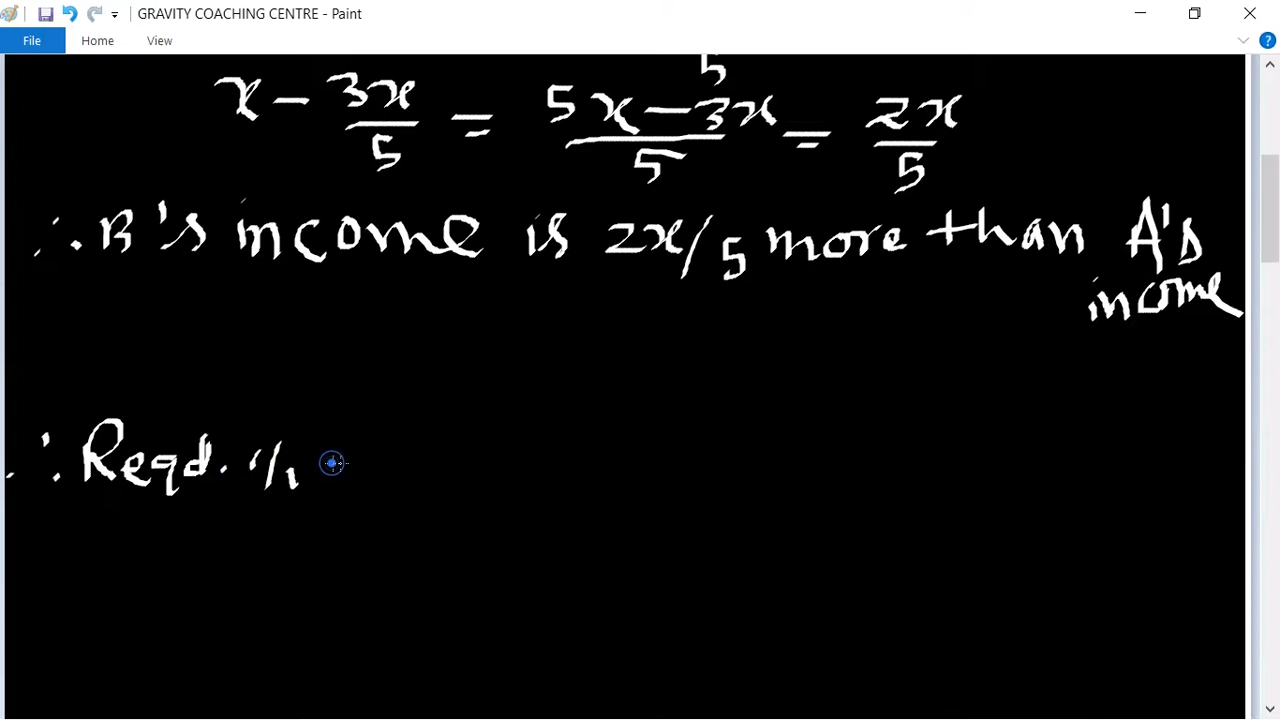 GRAVITY COACHING CENTRE - Paint
File Home View
5
x - 3x/5 = 5x-3x/5 = 2x/5
∴ B's income is 2x/5 more than A's
income
∴ Reqd. %